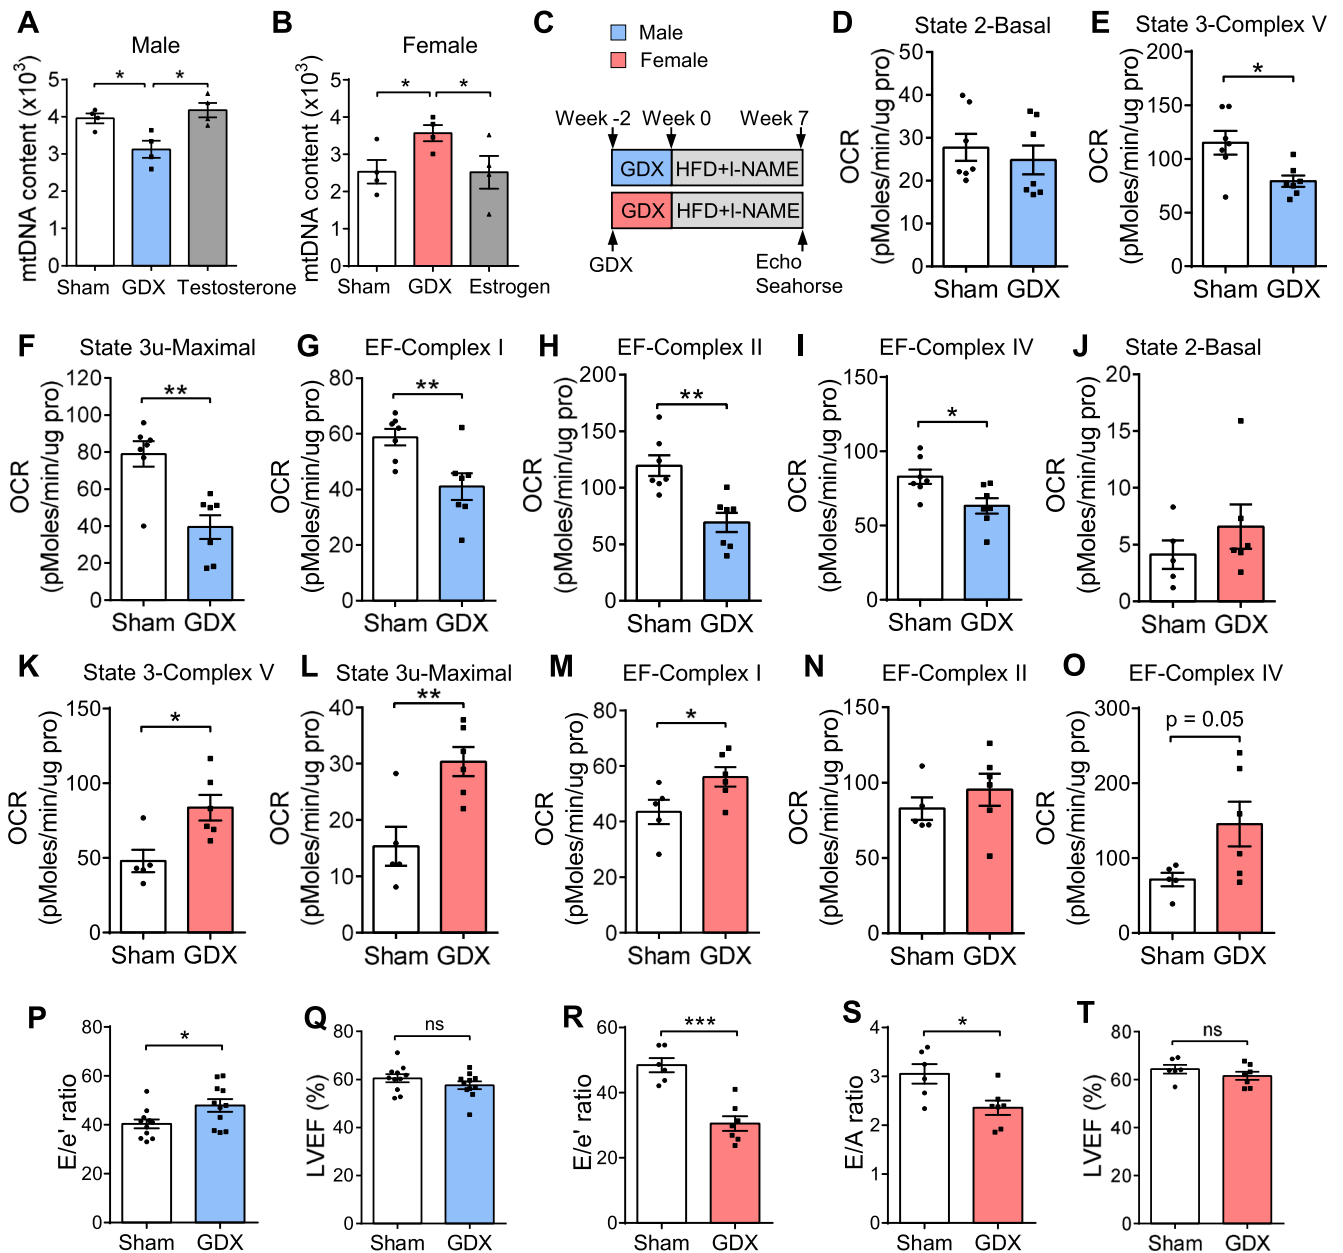 A
Male
mtDNA content (x10³)
5
4
3
2
1
0
*
*
Sham
GDX
Testosterone
B
Female
mtDNA content (x10³)
5
4
3
2
1
0
*
*
Sham
GDX
Estrogen
C
Male
Female
Week -2
Week 0
Week 7
GDX
HFD+l-NAME
GDX
HFD+l-NAME
GDX
Echo
Seahorse
D
State 2-Basal
OCR
(pMoles/min/ug pro)
50
40
30
20
10
0
Sham
GDX
E
State 3-Complex V
OCR
(pMoles/min/ug pro)
200
150
100
50
0
*
Sham
GDX
F
State 3u-Maximal
OCR
(pMoles/min/ug pro)
120
100
80
60
40
20
0
**
Sham
GDX
G
EF-Complex I
OCR
(pMoles/min/ug pro)
80
60
40
20
0
**
Sham
GDX
H
EF-Complex II
OCR
(pMoles/min/ug pro)
200
150
100
50
0
**
Sham
GDX
I
EF-Complex IV
OCR
(pMoles/min/ug pro)
150
100
50
0
*
Sham
GDX
J
State 2-Basal
OCR
(pMoles/min/ug pro)
20
15
10
5
0
Sham
GDX
K
State 3-Complex V
OCR
(pMoles/min/ug pro)
150
100
50
0
*
Sham
GDX
L
State 3u-Maximal
OCR
(pMoles/min/ug pro)
40
30
20
10
0
**
Sham
GDX
M
EF-Complex I
OCR
(pMoles/min/ug pro)
80
60
40
20
0
*
Sham
GDX
N
EF-Complex II
OCR
(pMoles/min/ug pro)
150
100
50
0
Sham
GDX
O
EF-Complex IV
OCR
(pMoles/min/ug pro)
300
200
100
0
p = 0.05
Sham
GDX
P
E/e' ratio
80
60
40
20
0
*
Sham
GDX
Q
LVEF (%)
80
60
40
20
0
ns
Sham
GDX
R
E/e' ratio
60
40
20
0
***
Sham
GDX
S
E/A ratio
4
3
2
1
0
*
Sham
GDX
T
LVEF (%)
80
60
40
20
0
ns
Sham
GDX